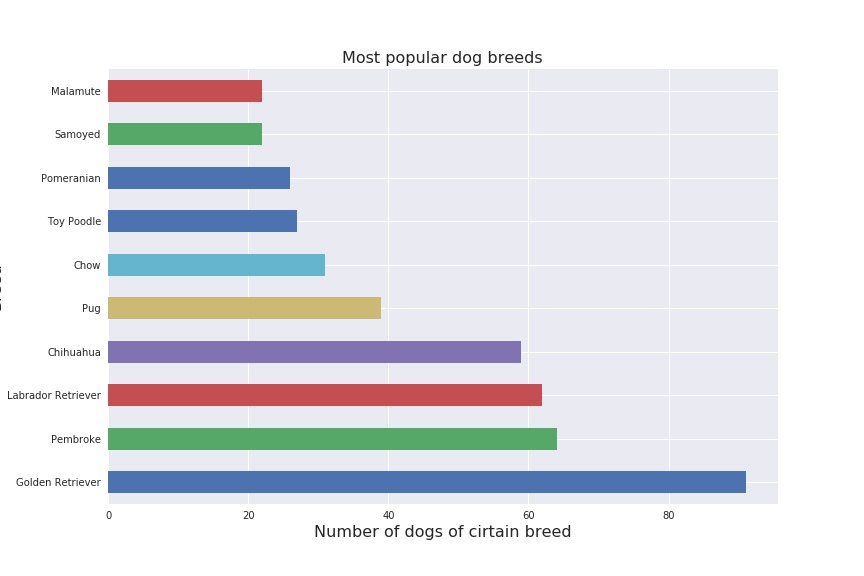 Most popular dog breeds
Malamute
Samoyed
Pomeranian
Toy Poodle
Chow
Pug
Chihuahua
Labrador Retriever
Pembroke
Golden Retriever
0 20 40 60 80
Number of dogs of cirtain breed